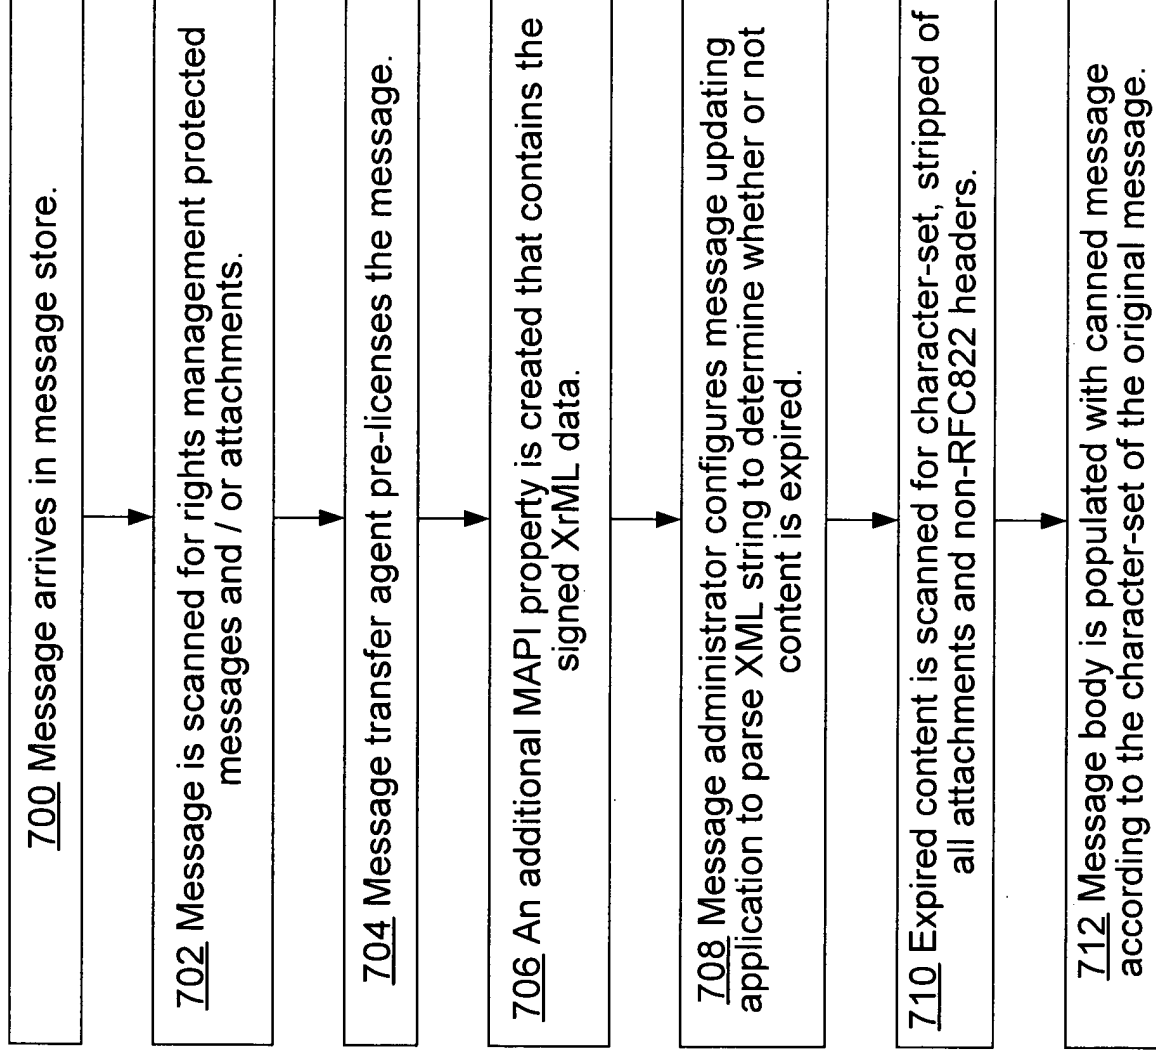 700 Message arrives in message store.
702 Message is scanned for rights management protected
messages and / or attachments.
704 Message transfer agent pre-licenses the message.
706 An additional MAPI property is created that contains the
signed XrML data.
708 Message administrator configures message updating
application to parse XML string to determine whether or not
content is expired.
710 Expired content is scanned for character-set, stripped of
all attachments and non-RFC822 headers.
712 Message body is populated with canned message
according to the character-set of the original message.